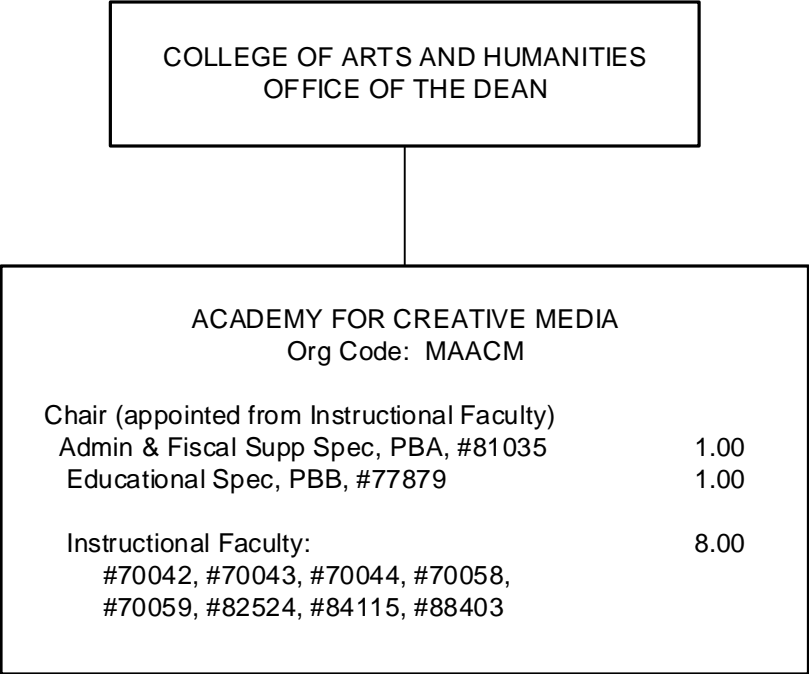 COLLEGE OF ARTS AND HUMANITIES
OFFICE OF THE DEAN
ACADEMY FOR CREATIVE MEDIA
Org Code: MAACM
Chair (appointed from Instructional Faculty)
Admin & Fiscal Supp Spec, PBA, #81035 1.00
Educational Spec, PBB, #77879 1.00
Instructional Faculty: 8.00
#70042, #70043, #70044, #70058,
#70059, #82524, #84115, #88403